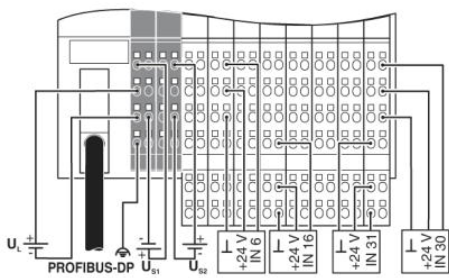 U_L
PROFIBUS-DP
U_S1
U_S2
⊥
+24 V
IN 6
⊥
+24 V
IN 16
⊥
+24 V
IN 31
⊥
+24 V
IN 30